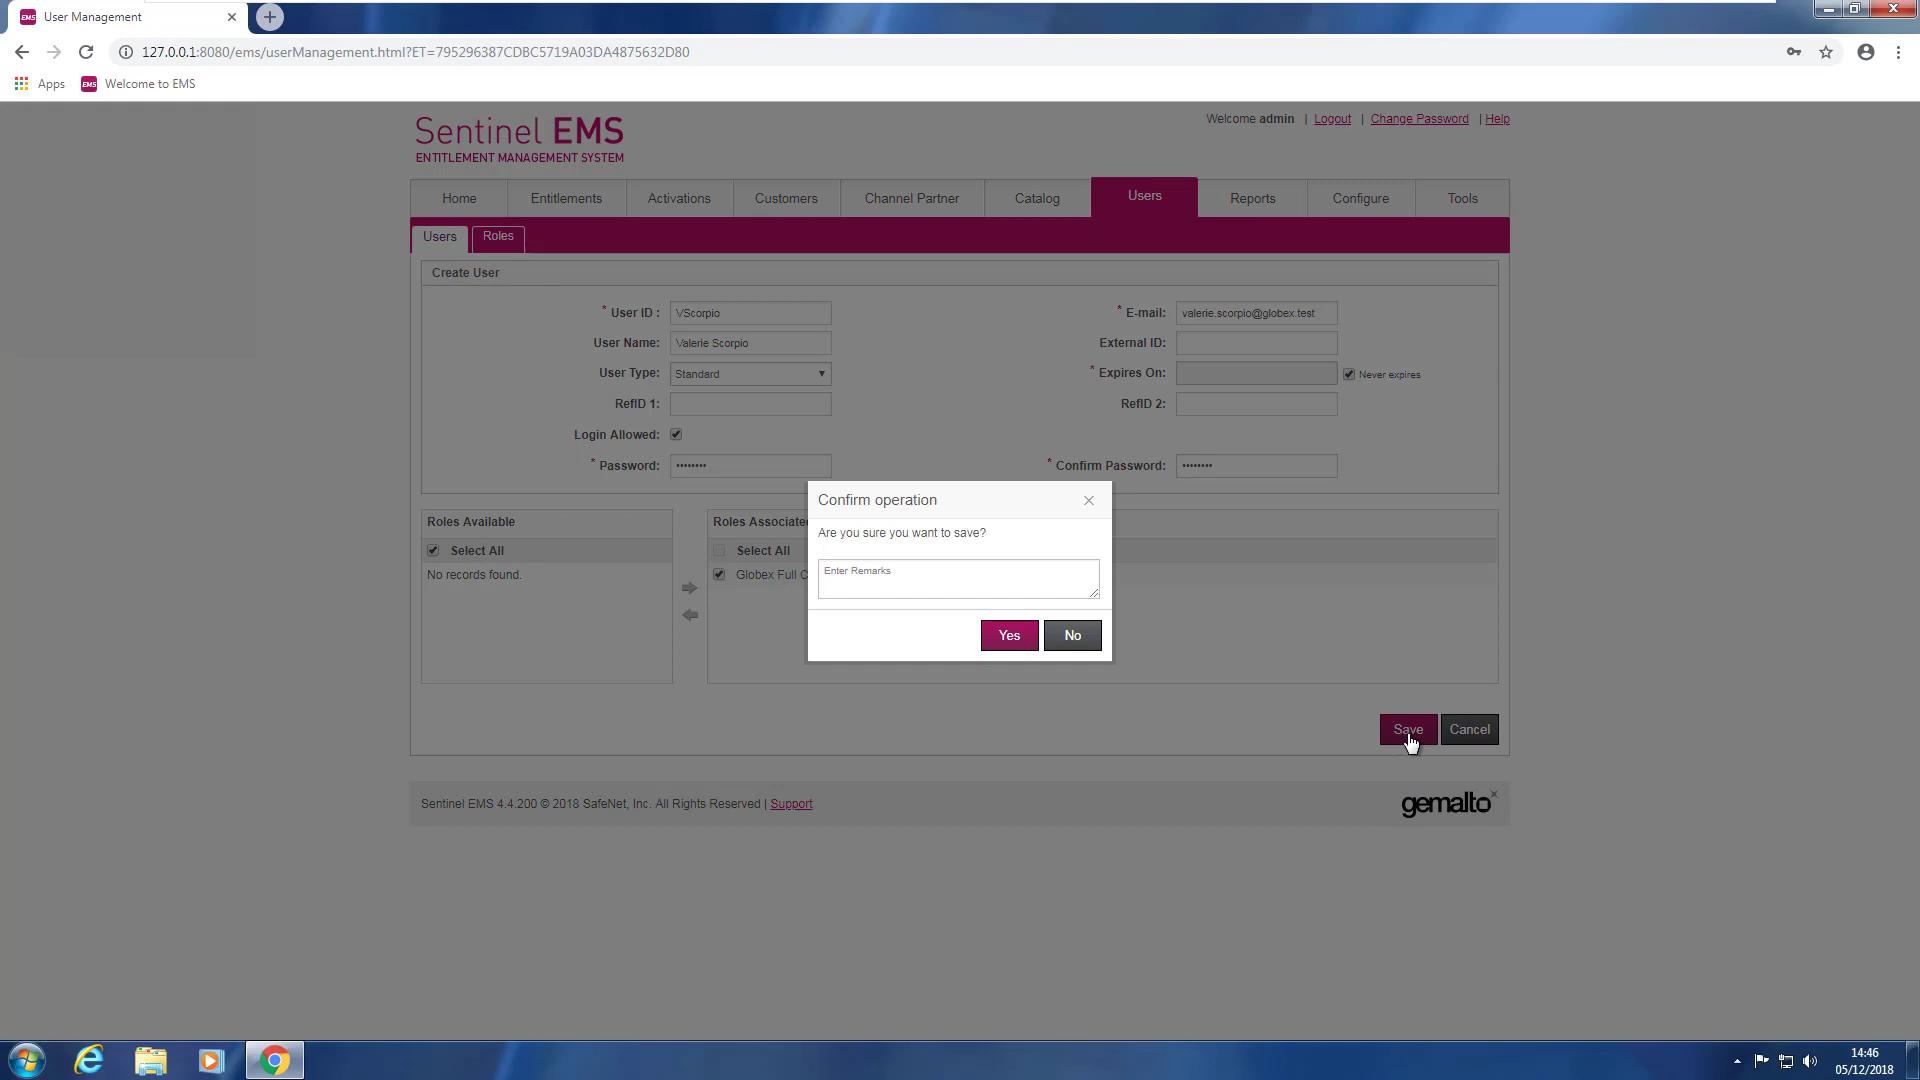 EMS User Management
127.0.0.1:8080/ems/userManagement.html?ET=795296387CDBC5719A03DA4875632D80
Apps EMS Welcome to EMS
Sentinel EMS
ENTITLEMENT MANAGEMENT SYSTEM
Welcome admin | Logout | Change Password | Help
Home Entitlements Activations Customers Channel Partner Catalog Users Reports Configure Tools
Users Roles
Create User
* User ID : VScorpio * E-mail: valerie.scorpio@globex.test
User Name: Valerie Scorpio External ID:
User Type: Standard * Expires On: Never expires
RefID 1: RefID 2:
Login Allowed:
* Password: •••••••• * Confirm Password: ••••••••
Confirm operation
Are you sure you want to save?
Enter Remarks
Yes No
Roles Available Roles Associated
Select All Select All
No records found. Globex Full C
Save Cancel
Sentinel EMS 4.4.200 © 2018 SafeNet, Inc. All Rights Reserved | Support
gemalto
14:46
05/12/2018